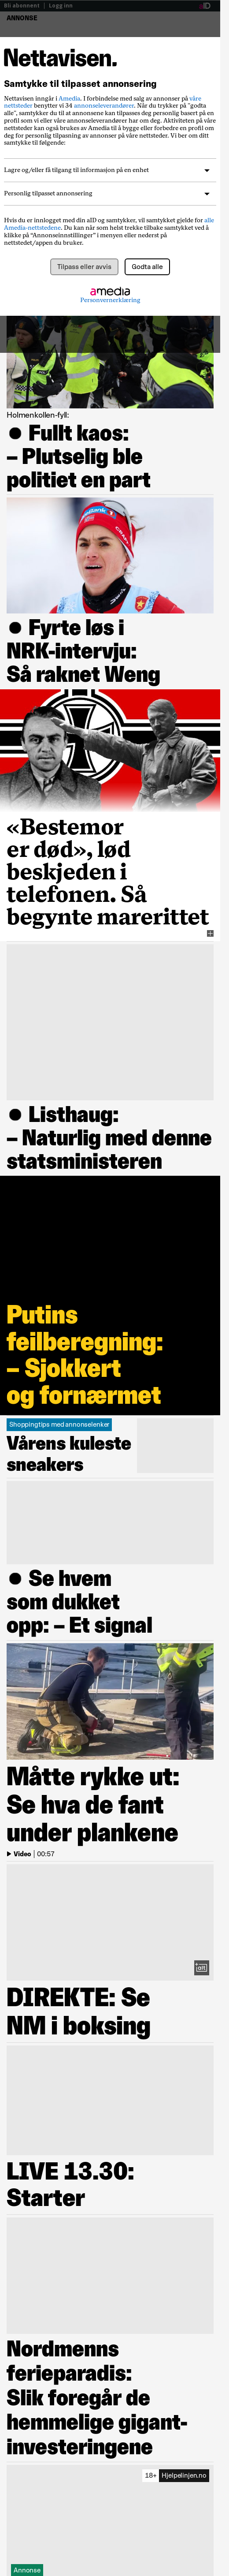 Bli abonnent | Logg inn
ANNONSE
Nettavisen.
Samtykke til tilpasset annonsering
Nettavisen inngår i Amedia. I forbindelse med salg av annonser på våre
nettsteder benytter vi 34 annonseleverandører. Når du trykker på "godta
alle", samtykker du til at annonsene kan tilpasses deg personlig basert på en
profil som vi eller våre annonseleverandører har om deg. Aktiviteten på våre
nettsteder kan også brukes av Amedia til å bygge eller forbedre en profil om
deg for personlig tilpasning av annonser på våre nettsteder. Vi ber om ditt
samtykke til følgende:
Lagre og/eller få tilgang til informasjon på en enhet
Personlig tilpasset annonsering
Hvis du er innlogget med din aID og samtykker, vil samtykket gjelde for alle
Amedia-nettstedene. Du kan når som helst trekke tilbake samtykket ved å
klikke på “Annonseinnstillinger” i menyen eller nederst på
nettstedet/appen du bruker.
Tilpass eller avvis
Godta alle
amedia
Personvernerklæring
Holmenkollen-fyll:
Fullt kaos:
– Plutselig ble
politiet en part
Fyrte løs i
NRK-intervju:
Så raknet Weng
«Bestemor
er død», lød
beskjeden i
telefonen. Så
begynte marerittet
Listhaug:
– Naturlig med denne
statsministeren
Putins
feilberegning:
– Sjokkert
og fornærmet
Shoppingtips med annonselenker
Vårens kuleste
sneakers
Se hvem
som dukket
opp: – Et signal
Måtte rykke ut:
Se hva de fant
under plankene
Video | 00:57
alt
DIREKTE: Se
NM i boksing
LIVE 13.30:
Starter
Nordmenns
ferieparadis:
Slik foregår de
hemmelige gigant-
investeringene
18+ Hjelpelinjen.no
Annonse